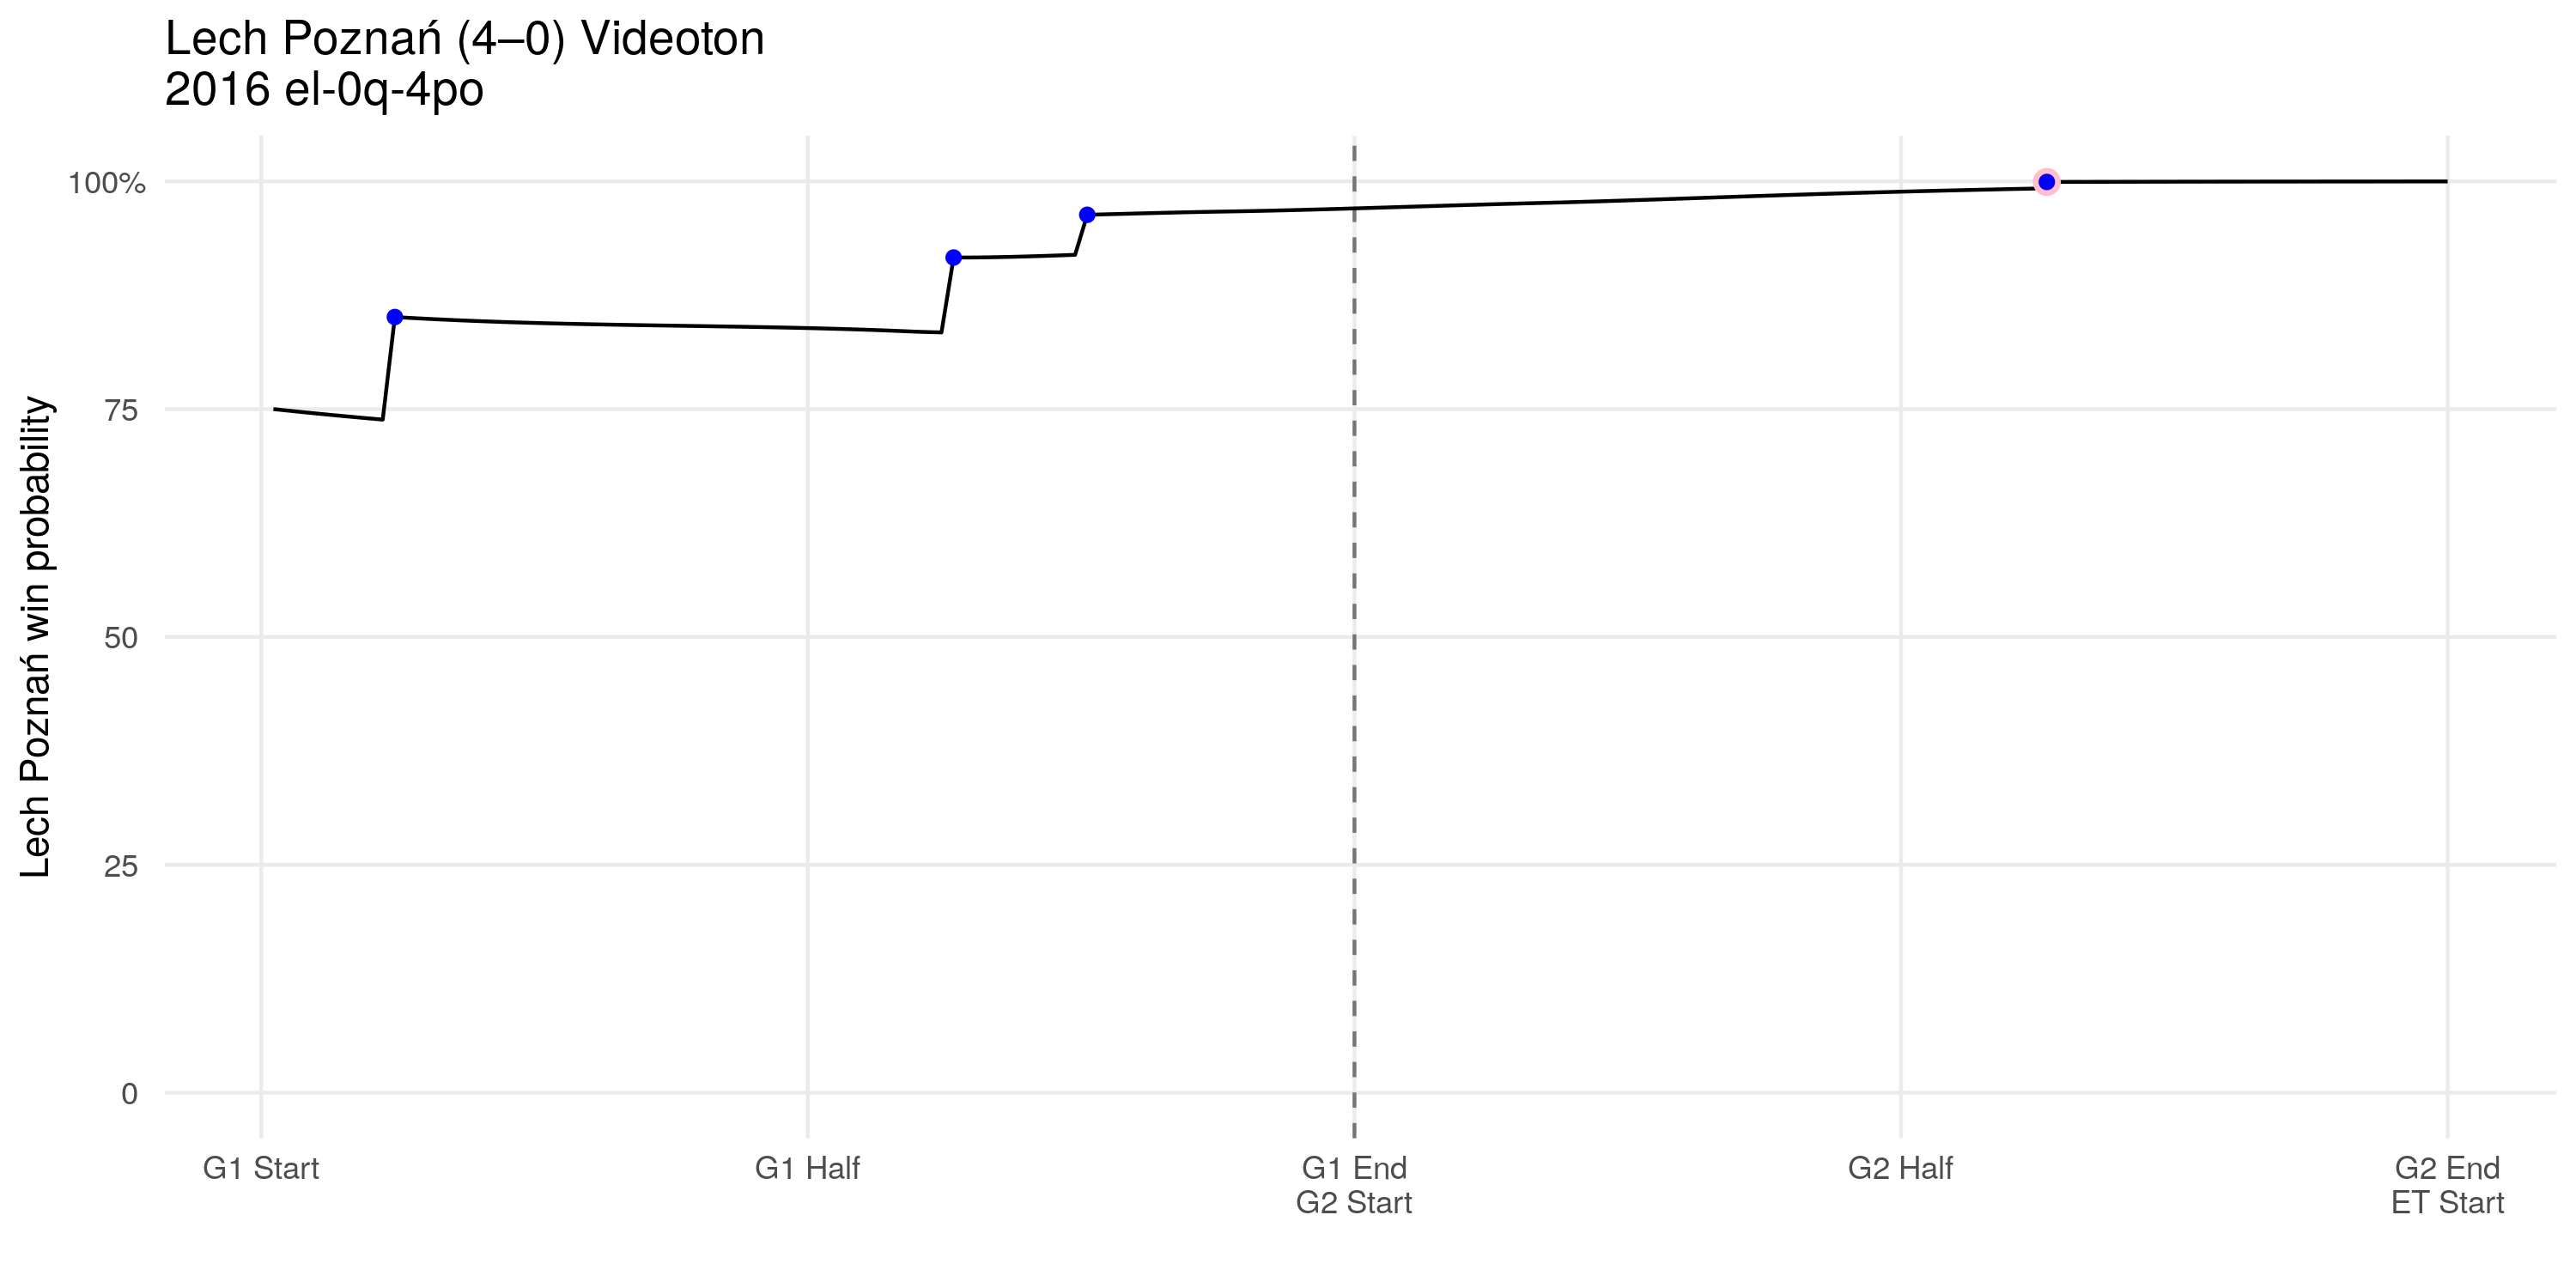 Lech Poznań (4–0) Videoton
2016 el-0q-4po
Lech Poznań win probability
100%
75
50
25
0
G1 Start
G1 Half
G1 End
G2 Start
G2 Half
G2 End
ET Start